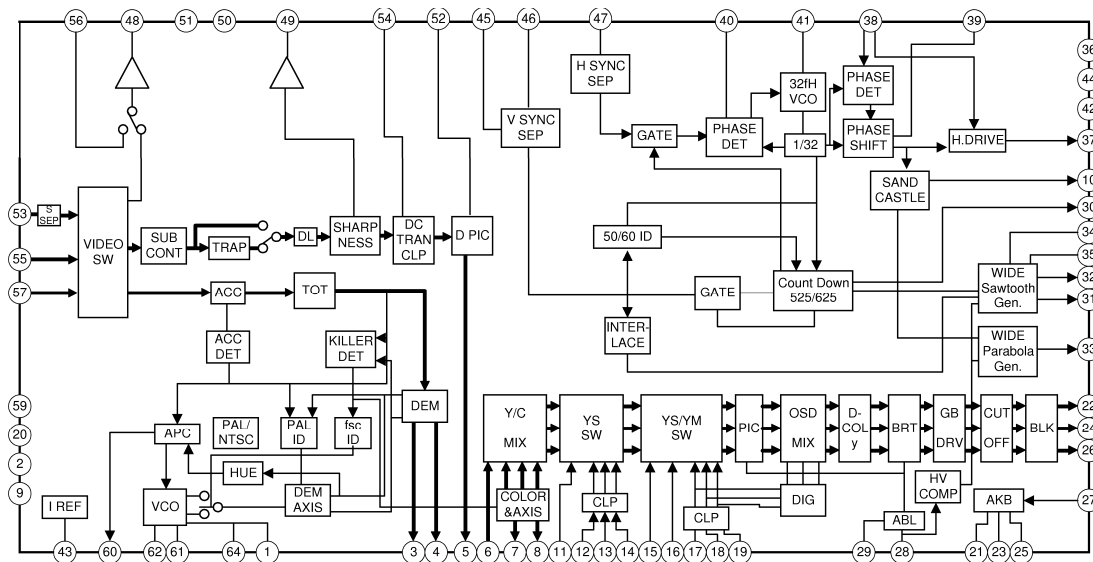 56
48
51
50
49
54
52
45
46
47
40
41
38
39
36
44
42
37
10
30
34
35
32
31
33
22
24
26
27
53
55
57
59
20
2
9
H SYNC
SEP
V SYNC
SEP
GATE
PHASE
DET
32fH
VCO
1/32
PHASE
DET
PHASE
SHIFT
H.DRIVE
SAND
CASTLE
S
SEP
VIDEO
SW
SUB
CONT
TRAP
DL
SHARP
NESS
DC
TRAN
CLP
D PIC
50/60 ID
GATE
Count Down
525/625
WIDE
Sawtooth
Gen.
ACC
TOT
INTER-
LACE
WIDE
Parabola
Gen.
ACC
DET
KILLER
DET
DEM
APC
PAL/
NTSC
PAL
ID
fsc
ID
HUE
VCO
DEM
AXIS
I REF
Y/C
MIX
YS
SW
YS/YM
SW
PIC
OSD
MIX
D-
COL
y
BRT
GB
DRV
CUT
OFF
BLK
COLOR
&AXIS
CLP
CLP
DIG
HV
COMP
ABL
AKB
43
60
62
61
64
1
3
4
5
6
7
8
11
12
13
14
15
16
17
18
19
29
28
21
23
25